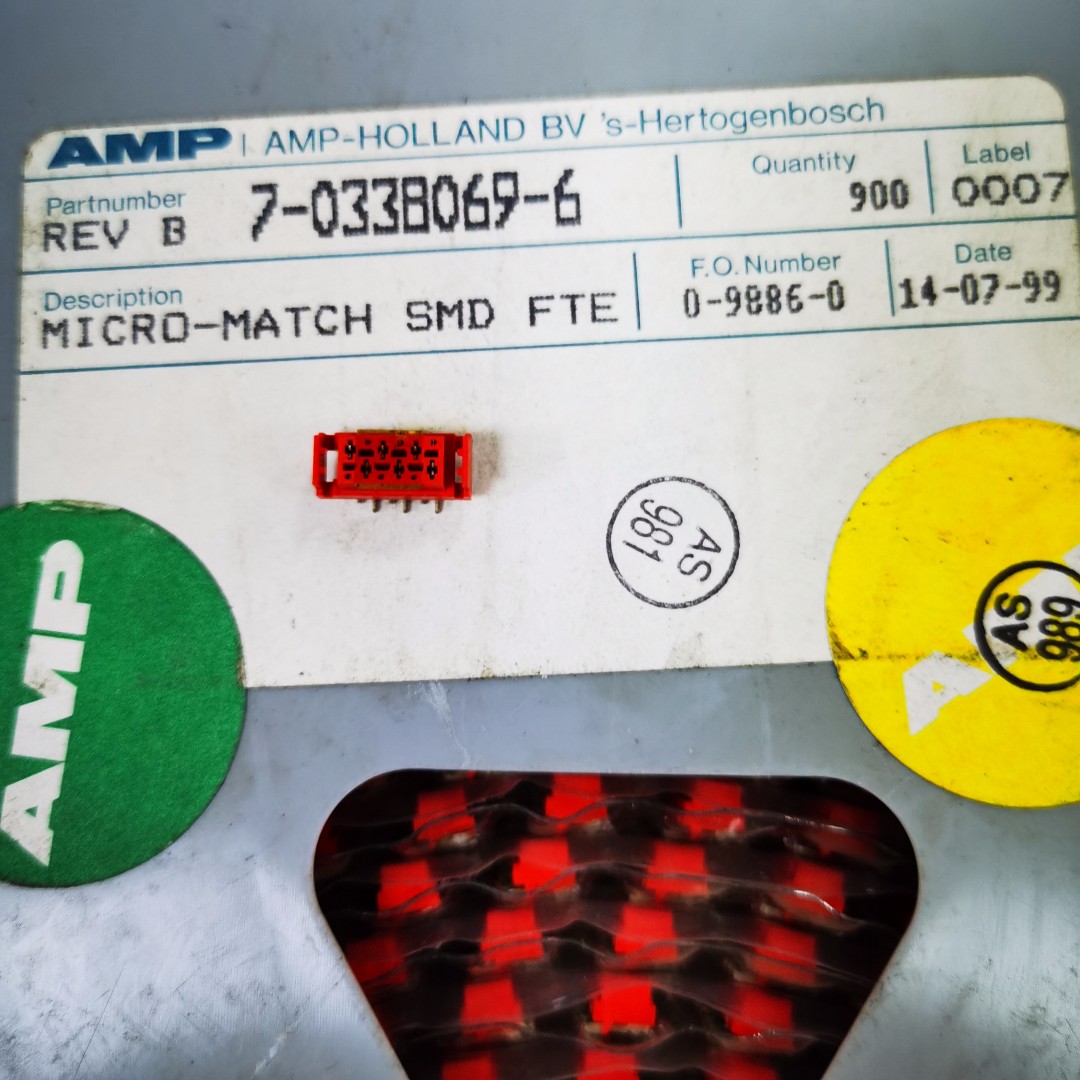 AMP | AMP-HOLLAND BV 's-Hertogenbosch
Partnumber
REV B 7-0338069-6
Quantity
900
Label
0007
Description
MICRO-MATCH SMD FTE
F.O.Number
0-9886-0
Date
14-07-99
AS
981
AMP
AS
989